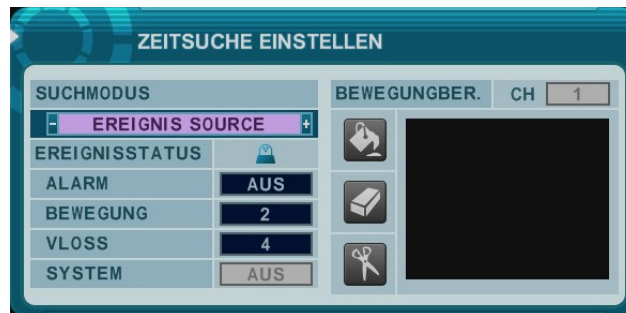 ZEITSUCHE EINSTELLEN
SUCHMODUS
- EREIGNIS SOURCE +
EREIGNISSTATUS
ALARM AUS
BEWEGUNG 2
VLOSS 4
SYSTEM AUS
BEWEGUNGBER. CH 1